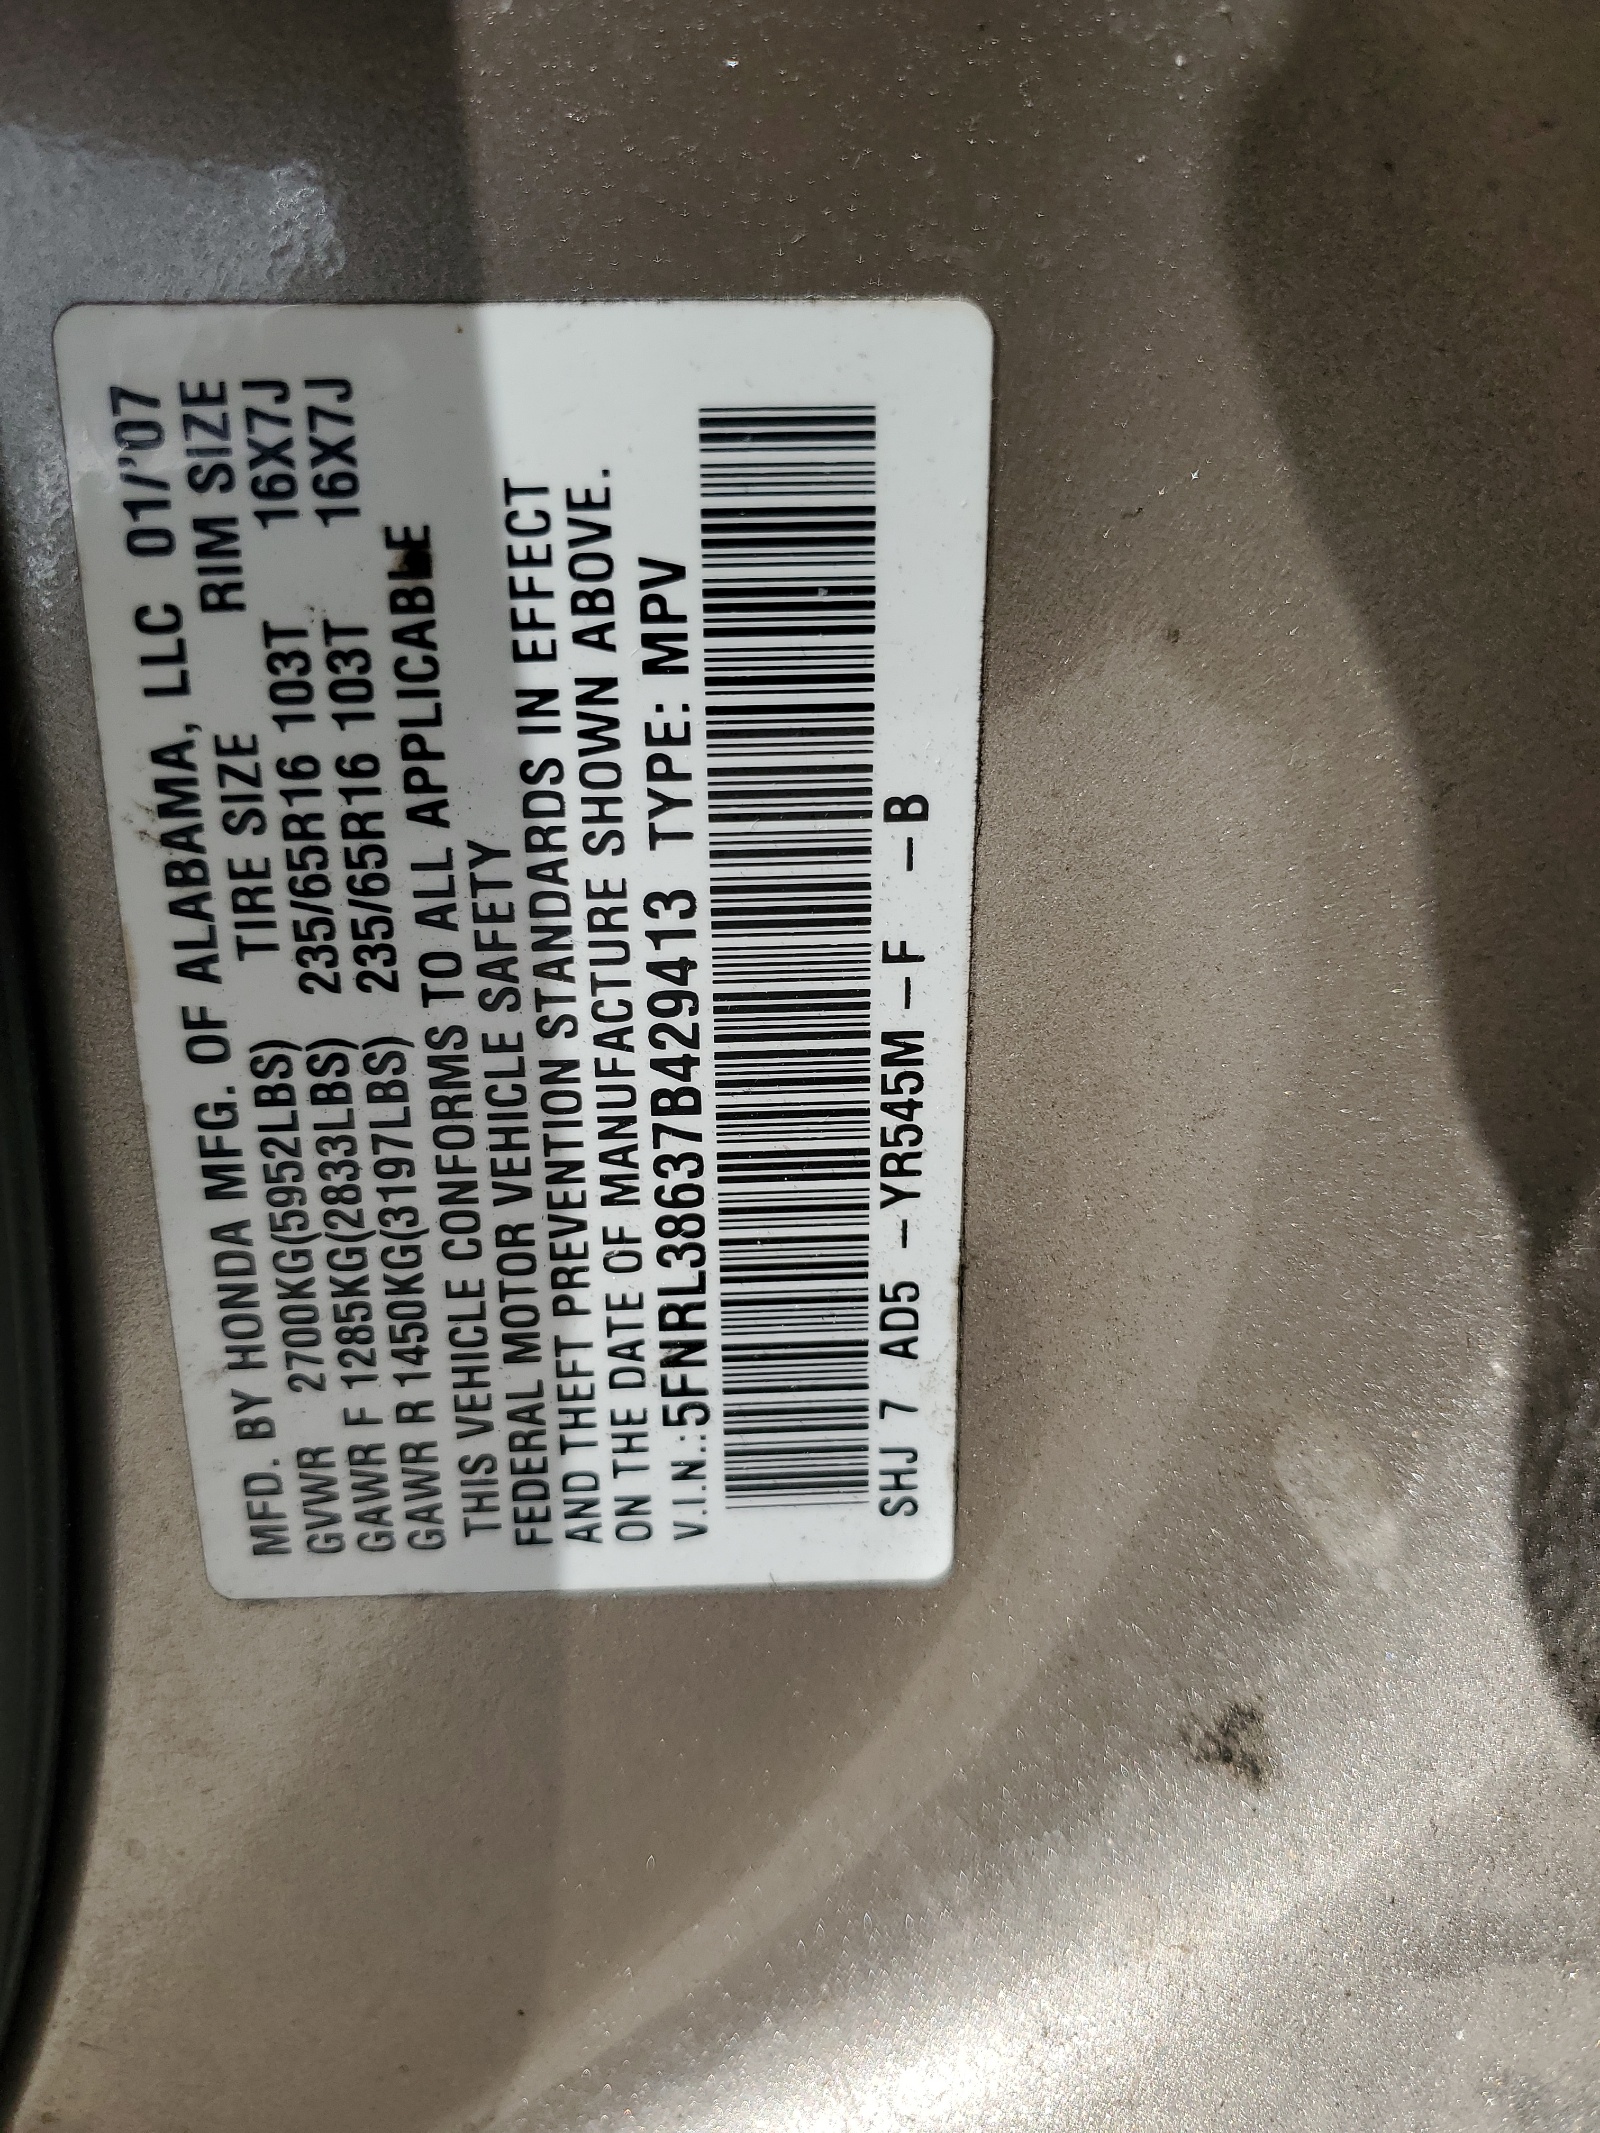 MFD. BY HONDA MFG. OF ALABAMA, LLC 01/'07
TIRE SIZE RIM SIZE
GVWR 2700KG(5952LBS)
GAWR F 1285KG(2833LBS) 235/65R16 103T 16X7J
GAWR R 1450KG(3197LBS) 235/65R16 103T 16X7J
THIS VEHICLE CONFORMS TO ALL APPLICABLE
FEDERAL MOTOR VEHICLE SAFETY
AND THEFT PREVENTION STANDARDS IN EFFECT
ON THE DATE OF MANUFACTURE SHOWN ABOVE.
V.I.N.:5FNRL38637B429413 TYPE: MPV
SHJ 7 AD5 -YR545M-F -B